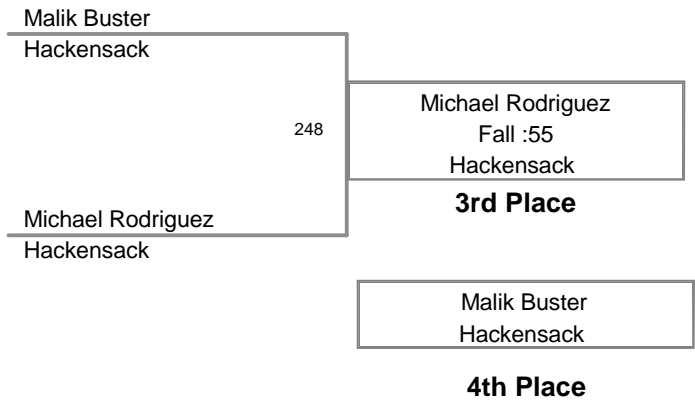 Malik Buster
Hackensack
248
Michael Rodriguez
Fall :55
Hackensack
3rd Place
Michael Rodriguez
Hackensack
Malik Buster
Hackensack
4th Place